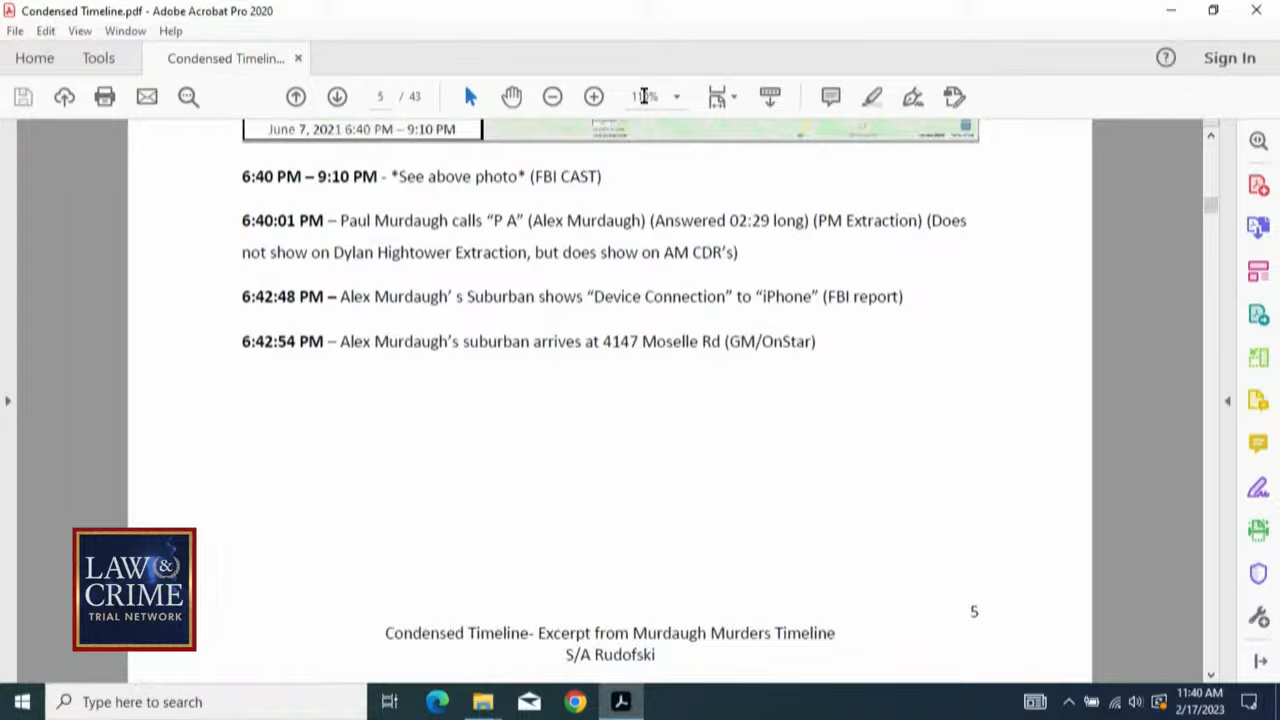 Condensed Timeline.pdf - Adobe Acrobat Pro 2020
File Edit View Window Help
Home Tools Condensed Timelin... Sign In
5 / 43
June 7, 2021 6:40 PM – 9:10 PM
6:40 PM – 9:10 PM - *See above photo* (FBI CAST)
6:40:01 PM – Paul Murdaugh calls “P A” (Alex Murdaugh) (Answered 02:29 long) (PM Extraction) (Does
not show on Dylan Hightower Extraction, but does show on AM CDR’s)
6:42:48 PM – Alex Murdaugh’ s Suburban shows “Device Connection” to “iPhone” (FBI report)
6:42:54 PM – Alex Murdaugh’s suburban arrives at 4147 Moselle Rd (GM/OnStar)
LAW &
CRIME
TRIAL NETWORK
5
Condensed Timeline- Excerpt from Murdaugh Murders Timeline
S/A Rudofski
Type here to search
11:40 AM
2/17/2023